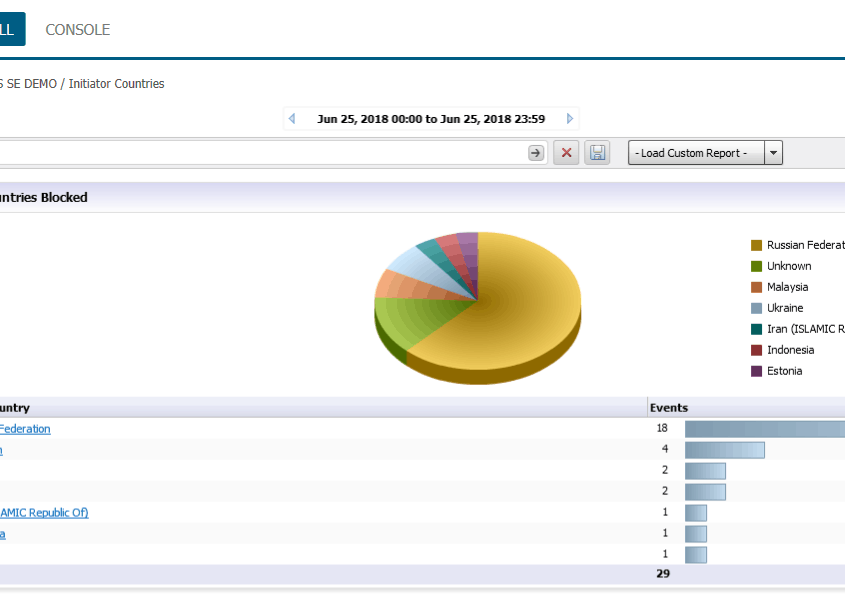 LL CONSOLE
S SE DEMO / Initiator Countries
Jun 25, 2018 00:00 to Jun 25, 2018 23:59
- Load Custom Report -
ntries Blocked
Russian Federat
Unknown
Malaysia
Ukraine
Iran (ISLAMIC R
Indonesia
Estonia
untry Events
Federation 18
n 4
2
2
AMIC Republic Of) 1
a 1
1
29